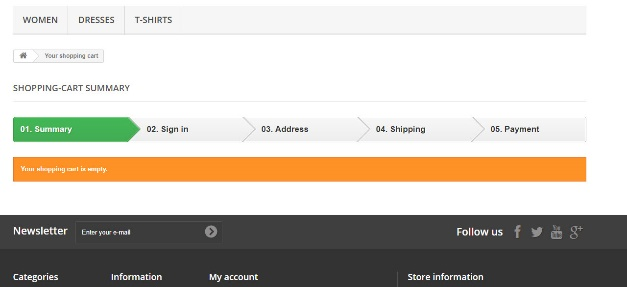 WOMEN DRESSES T-SHIRTS
Your shopping cart
SHOPPING-CART SUMMARY
01. Summary 02. Sign in 03. Address 04. Shipping 05. Payment
Your shopping cart is empty.
Newsletter Enter your e-mail Follow us
Categories Information My account Store information